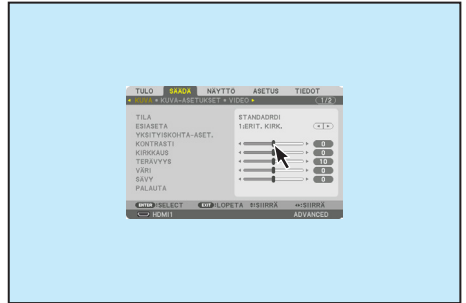 TULO SÄÄDÄ NÄYTTÖ ASETUS TIEDOT
KUVA • KUVA-ASETUKSET • VIDEO (1/2)
TILA STANDADRDI
ESIASETA 1:ERIT. KIRK.
YKSITYISKOHTA-ASET.
KONTRASTI 0
KIRKKAUS 0
TERÄVYYS 10
VÄRI 0
SÄVY 0
PALAUTA
ENTER:SELECT EXIT:LOPETA :SIIRRÄ :SIIRRÄ
HDMI1 ADVANCED